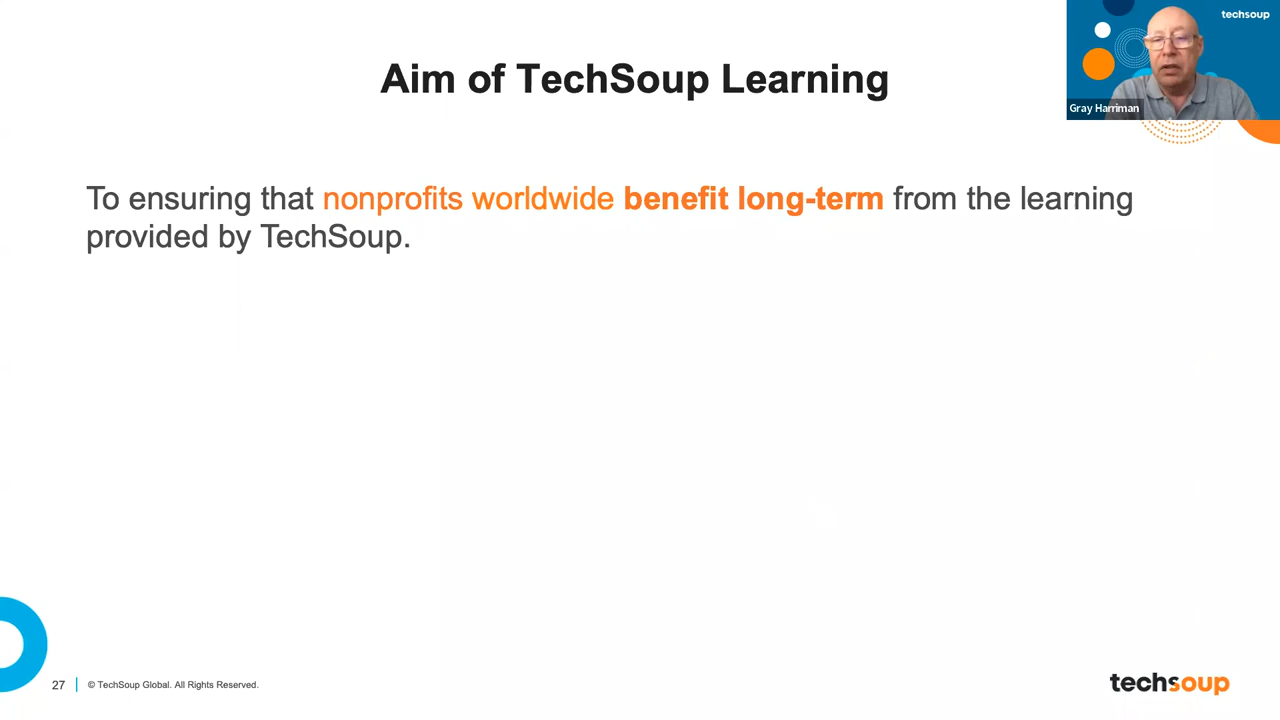 techsoup
Gray Harriman
Aim of TechSoup Learning
To ensuring that nonprofits worldwide benefit long-term from the learning
provided by TechSoup.
27
© TechSoup Global. All Rights Reserved.
techsoup